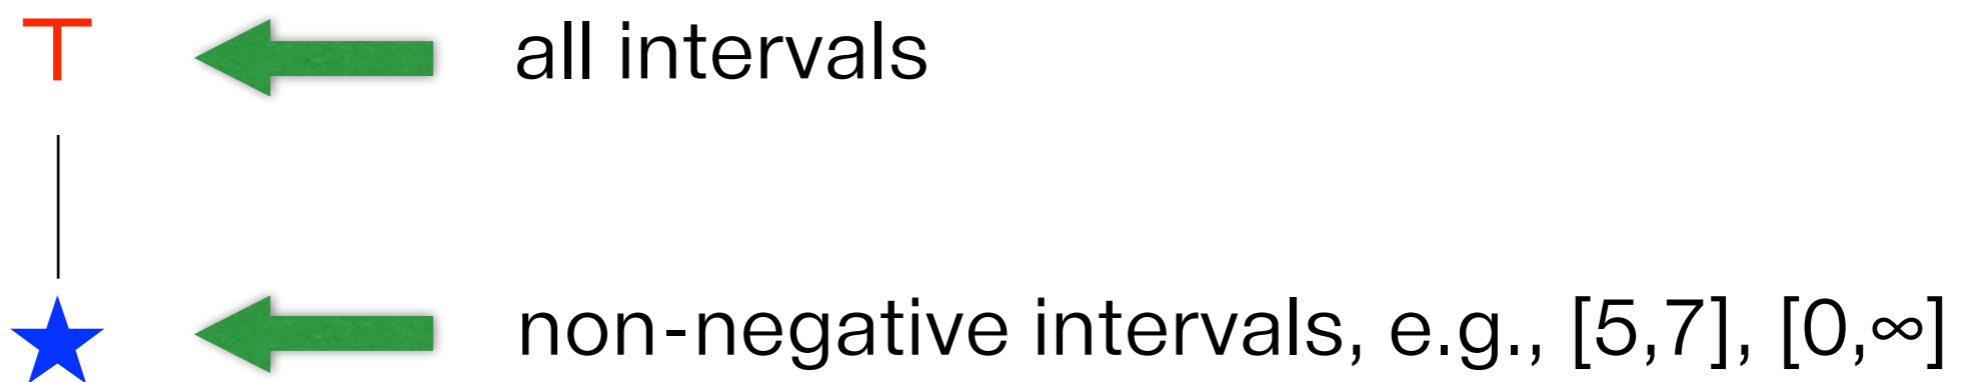 ⊤ all intervals
non-negative intervals, e.g., [5,7], [0,∞]